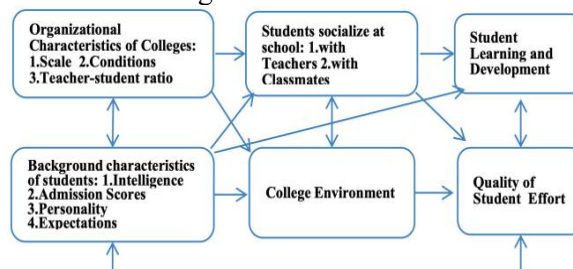 Organizational
Characteristics of Colleges:
1.Scale 2.Conditions
3.Teacher-student ratio
Students socialize at
school: 1.with
Teachers 2.with
Classmates
Student
Learning and
Development
Background characteristics
of students: 1.Intelligence
2.Admission Scores
3.Personality
4.Expectations
College Environment
Quality of
Student Effort